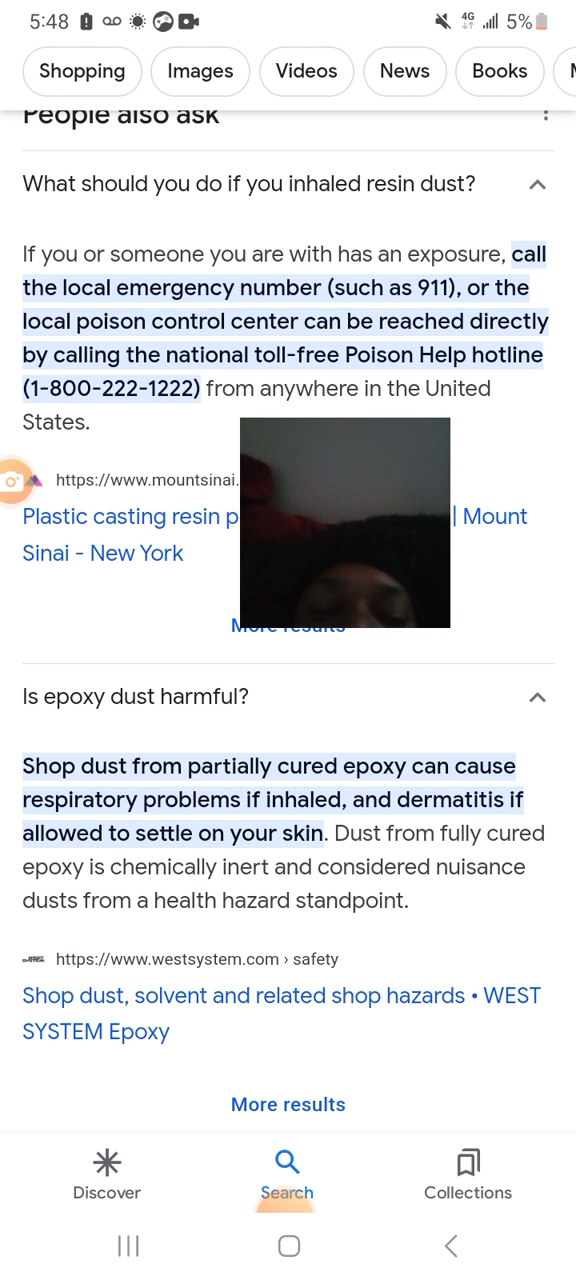 5:48 4G 5%
Shopping Images Videos News Books
People also ask
What should you do if you inhaled resin dust?
If you or someone you are with has an exposure, call
the local emergency number (such as 911), or the
local poison control center can be reached directly
by calling the national toll-free Poison Help hotline
(1-800-222-1222) from anywhere in the United
States.
https://www.mountsinai.
Plastic casting resin p | Mount
Sinai - New York
More results
Is epoxy dust harmful?
Shop dust from partially cured epoxy can cause
respiratory problems if inhaled, and dermatitis if
allowed to settle on your skin. Dust from fully cured
epoxy is chemically inert and considered nuisance
dusts from a health hazard standpoint.
https://www.westsystem.com › safety
Shop dust, solvent and related shop hazards • WEST
SYSTEM Epoxy
More results
Discover Search Collections